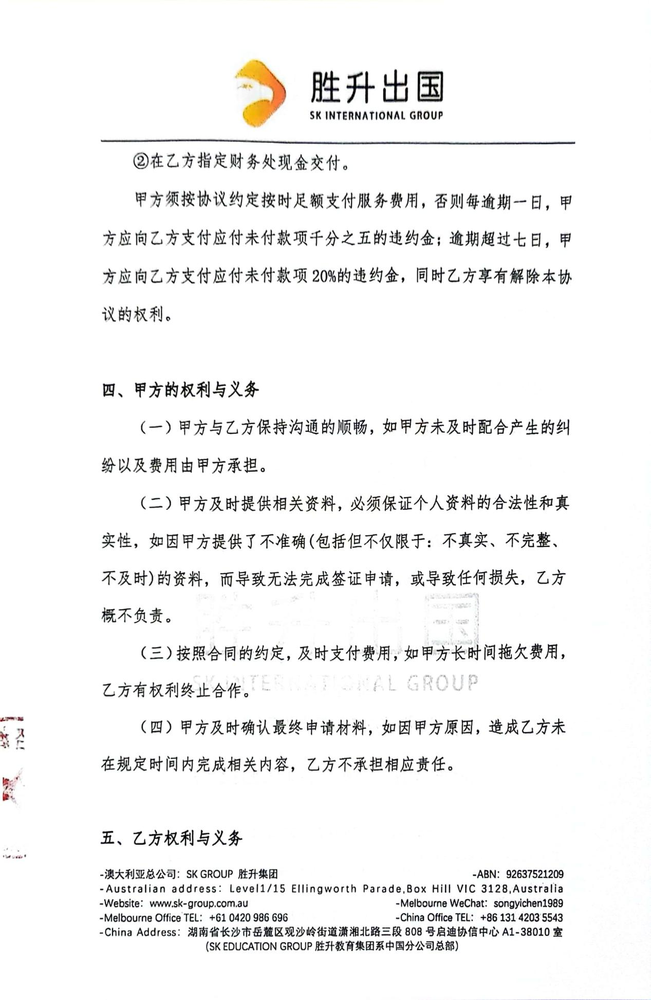 胜升出国
SK INTERNATIONAL GROUP
②在乙方指定财务处现金交付。
甲方须按协议约定按时足额支付服务费用，否则每逾期一日，甲
方应向乙方支付应付未付款项千分之五的违约金；逾期超过七日，甲
方应向乙方支付应付未付款项 20%的违约金，同时乙方享有解除本协
议的权利。
四、甲方的权利与义务
（一）甲方与乙方保持沟通的顺畅，如甲方未及时配合产生的纠
纷以及费用由甲方承担。
（二）甲方及时提供相关资料，必须保证个人资料的合法性和真
实性，如因甲方提供了不准确(包括但不仅限于：不真实、不完整、
不及时)的资料，而导致无法完成签证申请，或导致任何损失，乙方
概不负责。
胜升出国
（三）按照合同的约定，及时支付费用，如甲方长时间拖欠费用，
SK INTERNATIONAL GROUP
乙方有权利终止合作。
（四）甲方及时确认最终申请材料，如因甲方原因，造成乙方未
在规定时间内完成相关内容，乙方不承担相应责任。
五、乙方权利与义务
-澳大利亚总公司：SK GROUP 胜升集团 -ABN：92637521209
-Australian address：Level1/15 Ellingworth Parade,Box Hill VIC 3128,Australia
-Website：www.sk-group.com.au -Melbourne WeChat：songyichen1989
-Melbourne Office TEL：+61 0420 986 696 -China Office TEL：+86 131 4203 5543
-China Address：湖南省长沙市岳麓区观沙岭街道潇湘北路三段 808 号启迪协信中心 A1-38010 室
(SK EDUCATION GROUP 胜升教育集团系中国分公司总部)